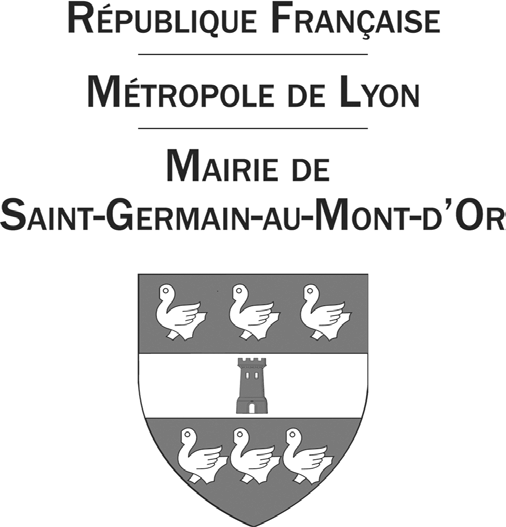 République Française
Métropole de Lyon
Mairie de
Saint-Germain-au-Mont-d'Or